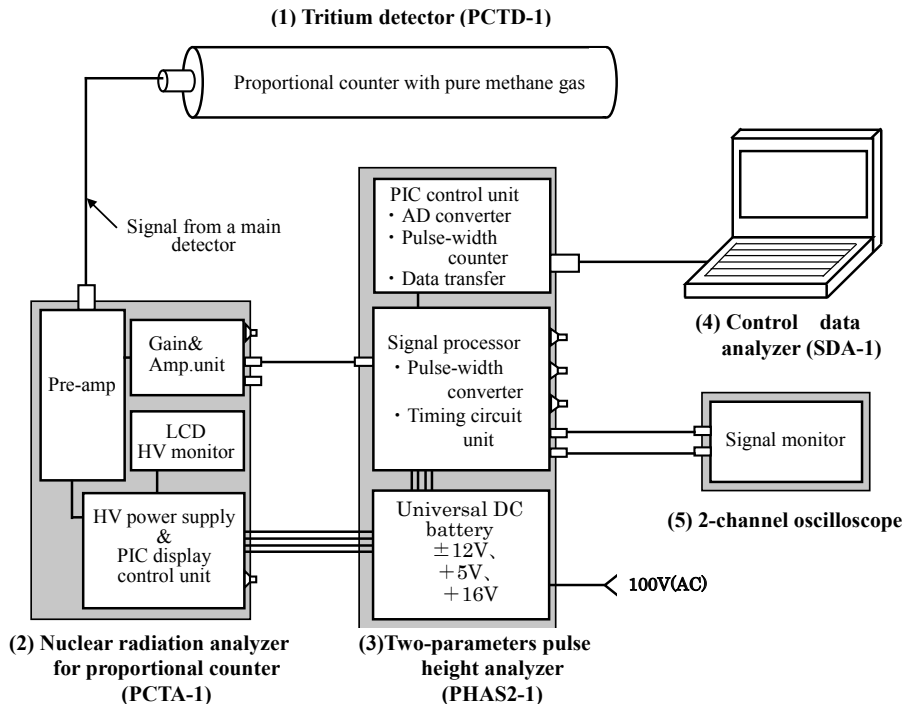 (1) Tritium detector (PCTD-1)
Proportional counter with pure methane gas
Signal from a main
detector
PIC control unit
・ AD converter
・ Pulse-width
counter
・ Data transfer
(4) Control data
analyzer (SDA-1)
Pre-amp
Gain&
Amp.unit
LCD
HV monitor
HV power supply
&
PIC display
control unit
Signal processor
・ Pulse-width
converter
・ Timing circuit
unit
Signal monitor
(5) 2-channel oscilloscope
Universal DC
battery
±12V、
+5V、
+16V
100V(AC)
(2) Nuclear radiation analyzer
for proportional counter
(PCTA-1)
(3)Two-parameters pulse
height analyzer
(PHAS2-1)